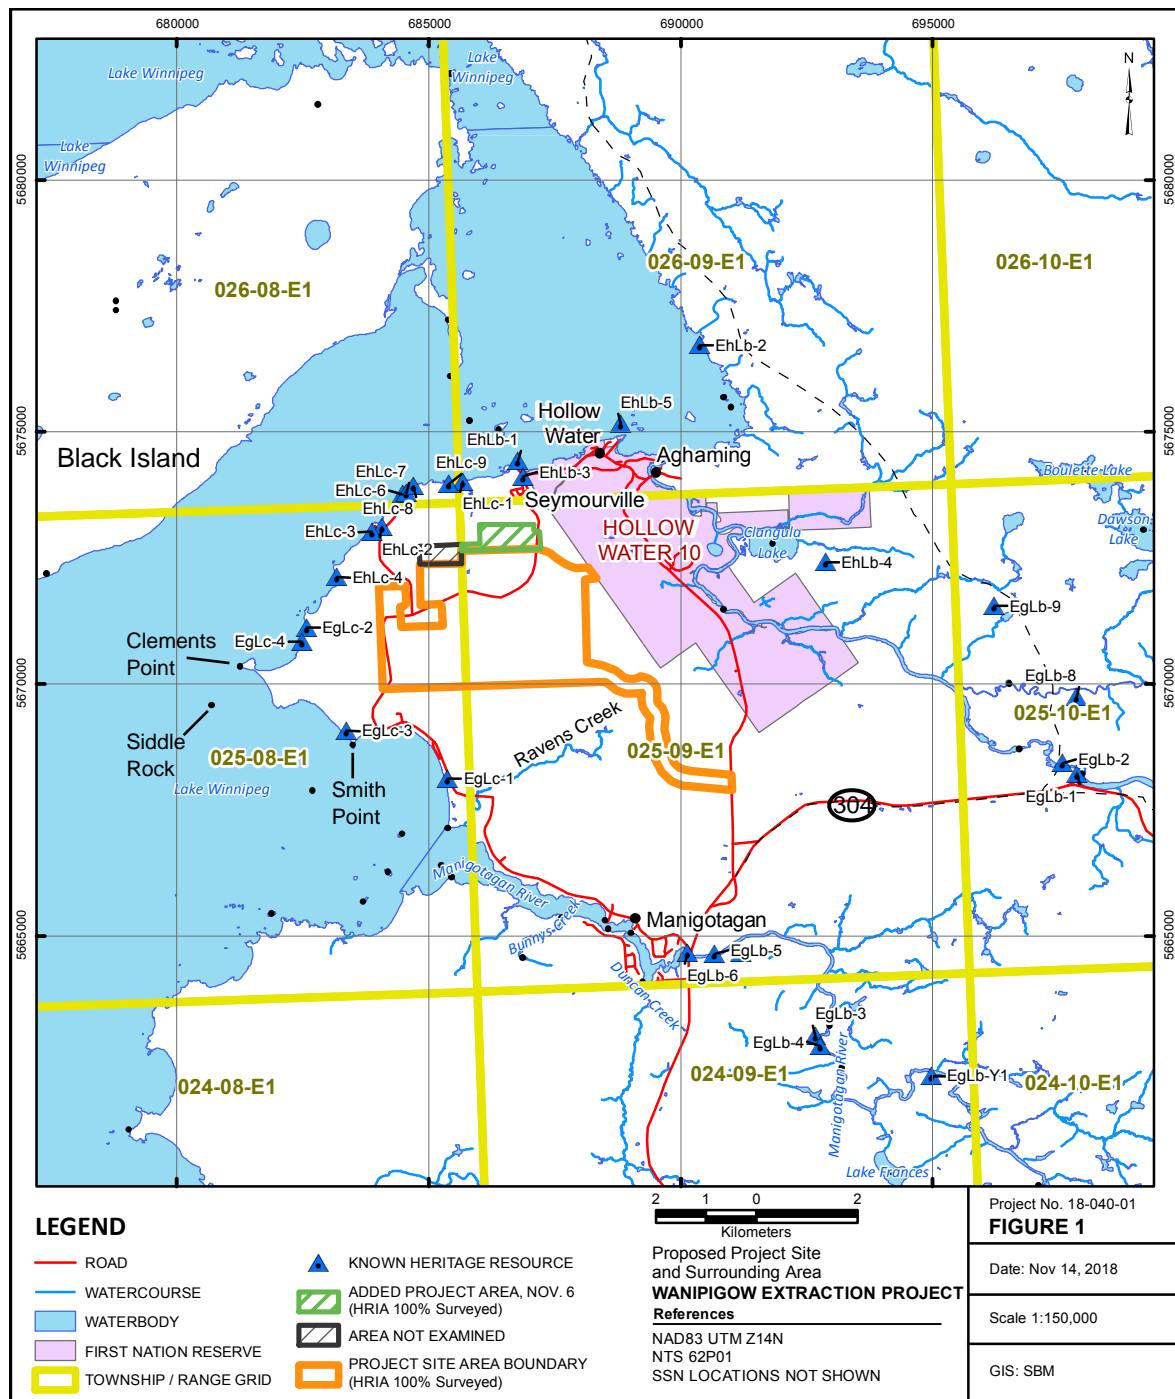 680000
685000
690000
695000
Lake Winnipeg
Lake
Winnipeg
N
Lake
Winnipeg
5680000
5680000
026-08-E1
026-09-E1
026-10-E1
EhLb-2
EhLb-5
Hollow
Water
5675000
5675000
EhLb-1
Black Island
EhLc-7
EhLc-9
Aghaming
EhLb-3
Boulette Lake
EhLc-6
Seymourville
EhLc-1
EhLc-8
HOLLOW
WATER 10
EhLc-3
Clangula
Lake
Dawson
Lake
EhLc-2
EhLb-4
EhLc-4
EgLb-9
EgLc-2
EgLc-4
Clements
Point
EgLb-8
5670000
5670000
025-10-E1
Ravens Creek
EgLc-3
Siddle
Rock
025-08-E1
025-09-E1
EgLb-2
EgLc-1
Lake Winnipeg
Smith
Point
EgLb-1
304
Manigotagan River
Manigotagan
Bunnys Creek
5665000
5665000
EgLb-5
EgLb-6
Duncan Creek
EgLb-3
EgLb-4
Manigotagan River
024-08-E1
024-09-E1
EgLb-Y1
024-10-E1
Lake Frances
LEGEND
ROAD
WATERCOURSE
WATERBODY
FIRST NATION RESERVE
TOWNSHIP / RANGE GRID
KNOWN HERITAGE RESOURCE
ADDED PROJECT AREA, NOV. 6
(HRIA 100% Surveyed)
AREA NOT EXAMINED
PROJECT SITE AREA BOUNDARY
(HRIA 100% Surveyed)
2 1 0 2
Kilometers
Proposed Project Site
and Surrounding Area
WANIPIGOW EXTRACTION PROJECT
References
NAD83 UTM Z14N
NTS 62P01
SSN LOCATIONS NOT SHOWN
Project No. 18-040-01
FIGURE 1
Date: Nov 14, 2018
Scale 1:150,000
GIS: SBM